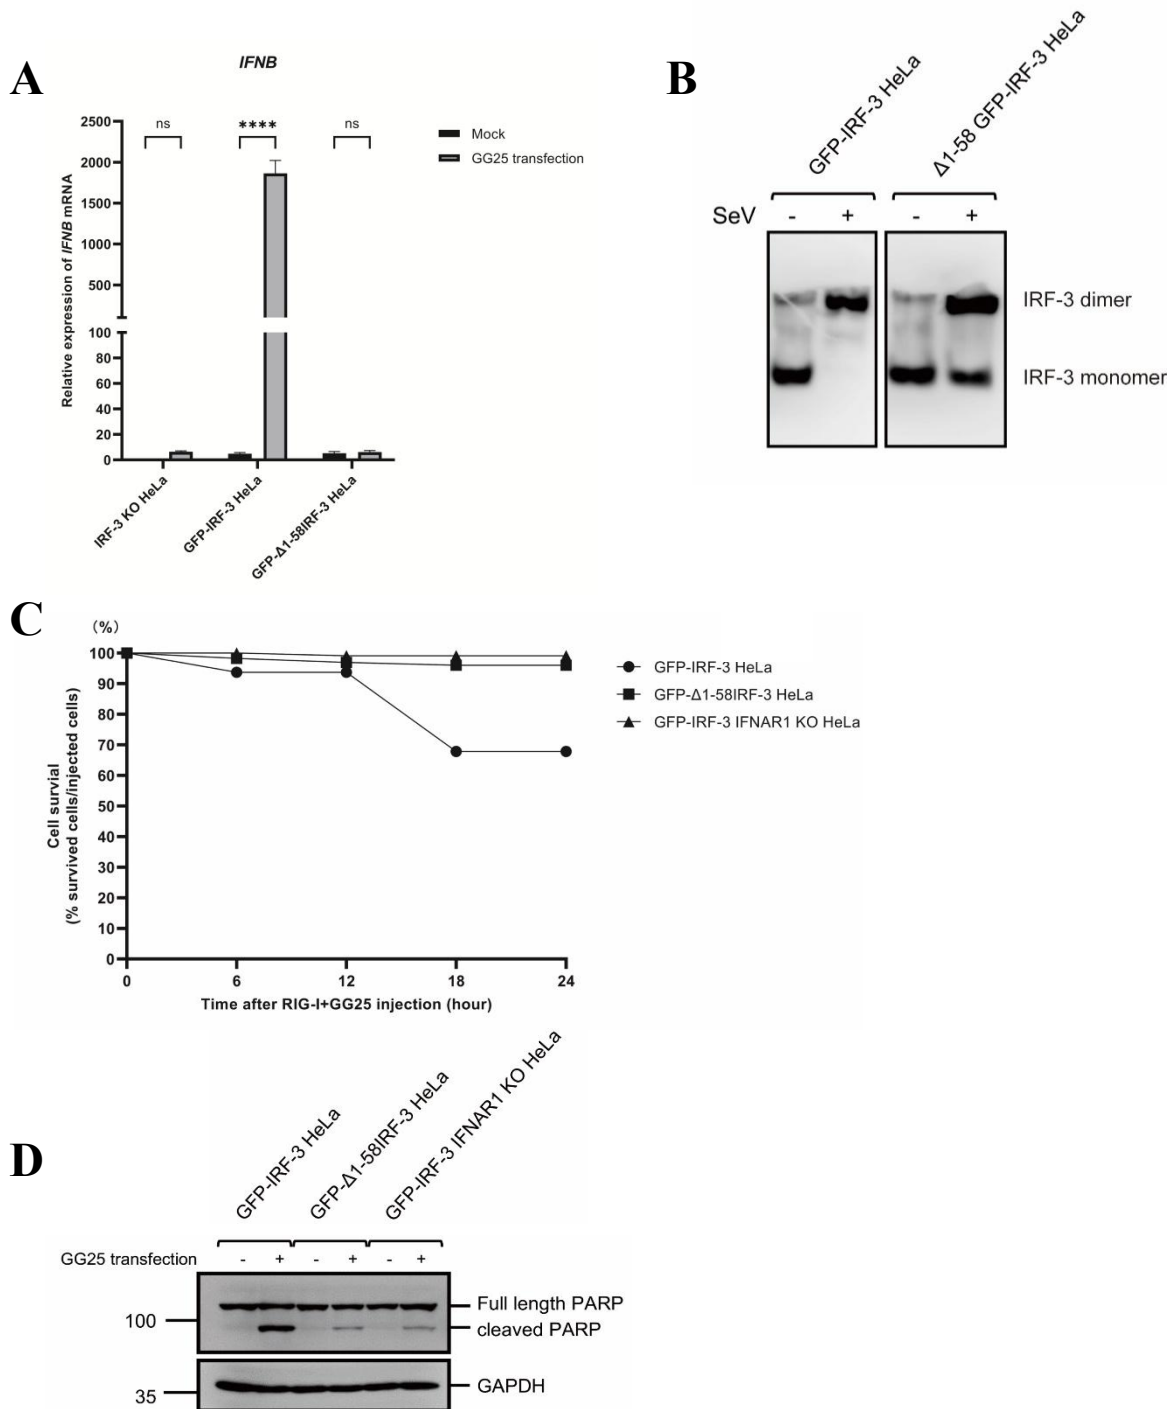 A
IFNB
ns
****
ns
Mock
GG25 transfection
Relative expression of IFNB mRNA
2500
2000
1500
1000
500
100
80
60
40
20
0
IRF-3 KO HeLa
GFP-IRF-3 HeLa
GFP-Δ1-58IRF-3 HeLa
B
GFP-IRF-3 HeLa
Δ1-58 GFP-IRF-3 HeLa
SeV - + - +
IRF-3 dimer
IRF-3 monomer
C
(%)
100
90
80
70
60
50
40
30
20
10
0
Cell survial
(% survived cells/injected cells)
0 6 12 18 24
Time after RIG-I+GG25 injection (hour)
GFP-IRF-3 HeLa
GFP-Δ1-58IRF-3 HeLa
GFP-IRF-3 IFNAR1 KO HeLa
D
GFP-IRF-3 HeLa
GFP-Δ1-58IRF-3 HeLa
GFP-IRF-3 IFNAR1 KO HeLa
GG25 transfection - + - + - +
100
Full length PARP
cleaved PARP
35
GAPDH